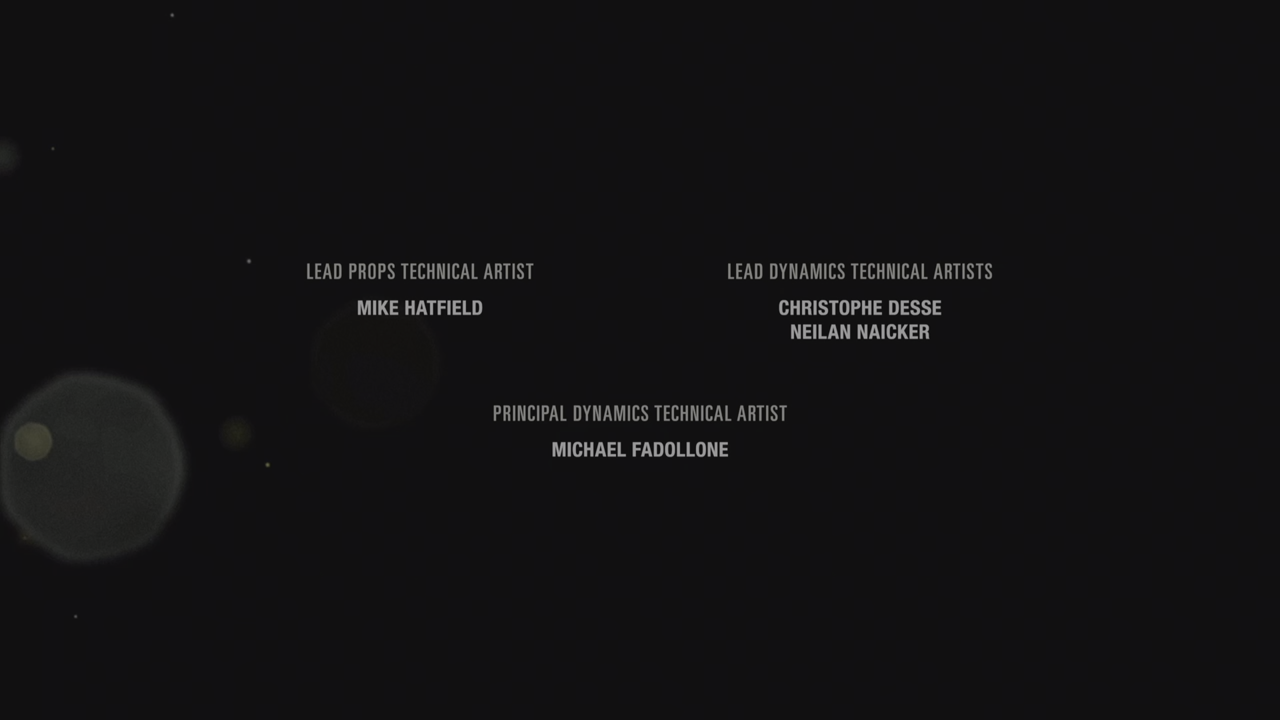 LEAD PROPS TECHNICAL ARTIST
MIKE HATFIELD
LEAD DYNAMICS TECHNICAL ARTISTS
CHRISTOPHE DESSE
NEILAN NAICKER
PRINCIPAL DYNAMICS TECHNICAL ARTIST
MICHAEL FADOLLONE